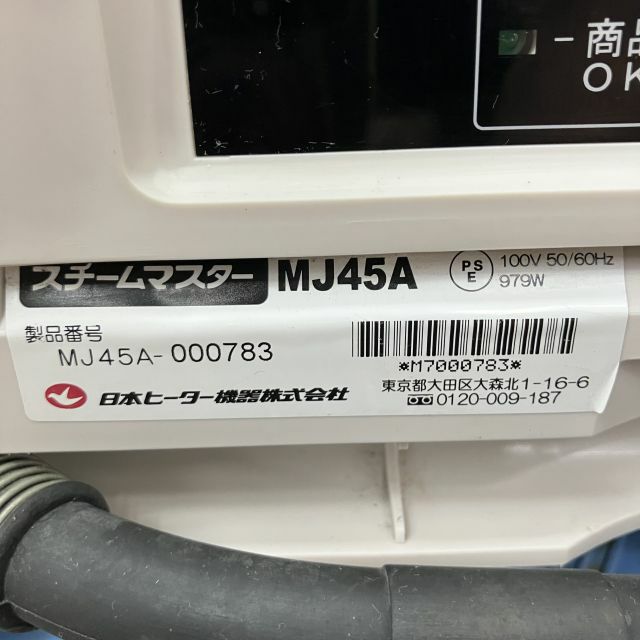 -商品
OK
スチームマスター MJ45A
PS
E
100V 50/60Hz
979W
製品番号
MJ45A-000783
*M7000783*
日本ヒーター機器株式会社
東京都大田区大森北1-16-6
0120-009-187